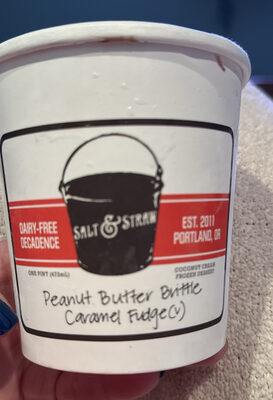 SALT & STRAW
DAIRY-FREE
DECADENCE
EST. 2011
PORTLAND, OR
ONE PINT (473mL)
COCONUT CREAM
FROZEN DESSERT
Peanut Butter Brittle
Caramel Fudge (v)